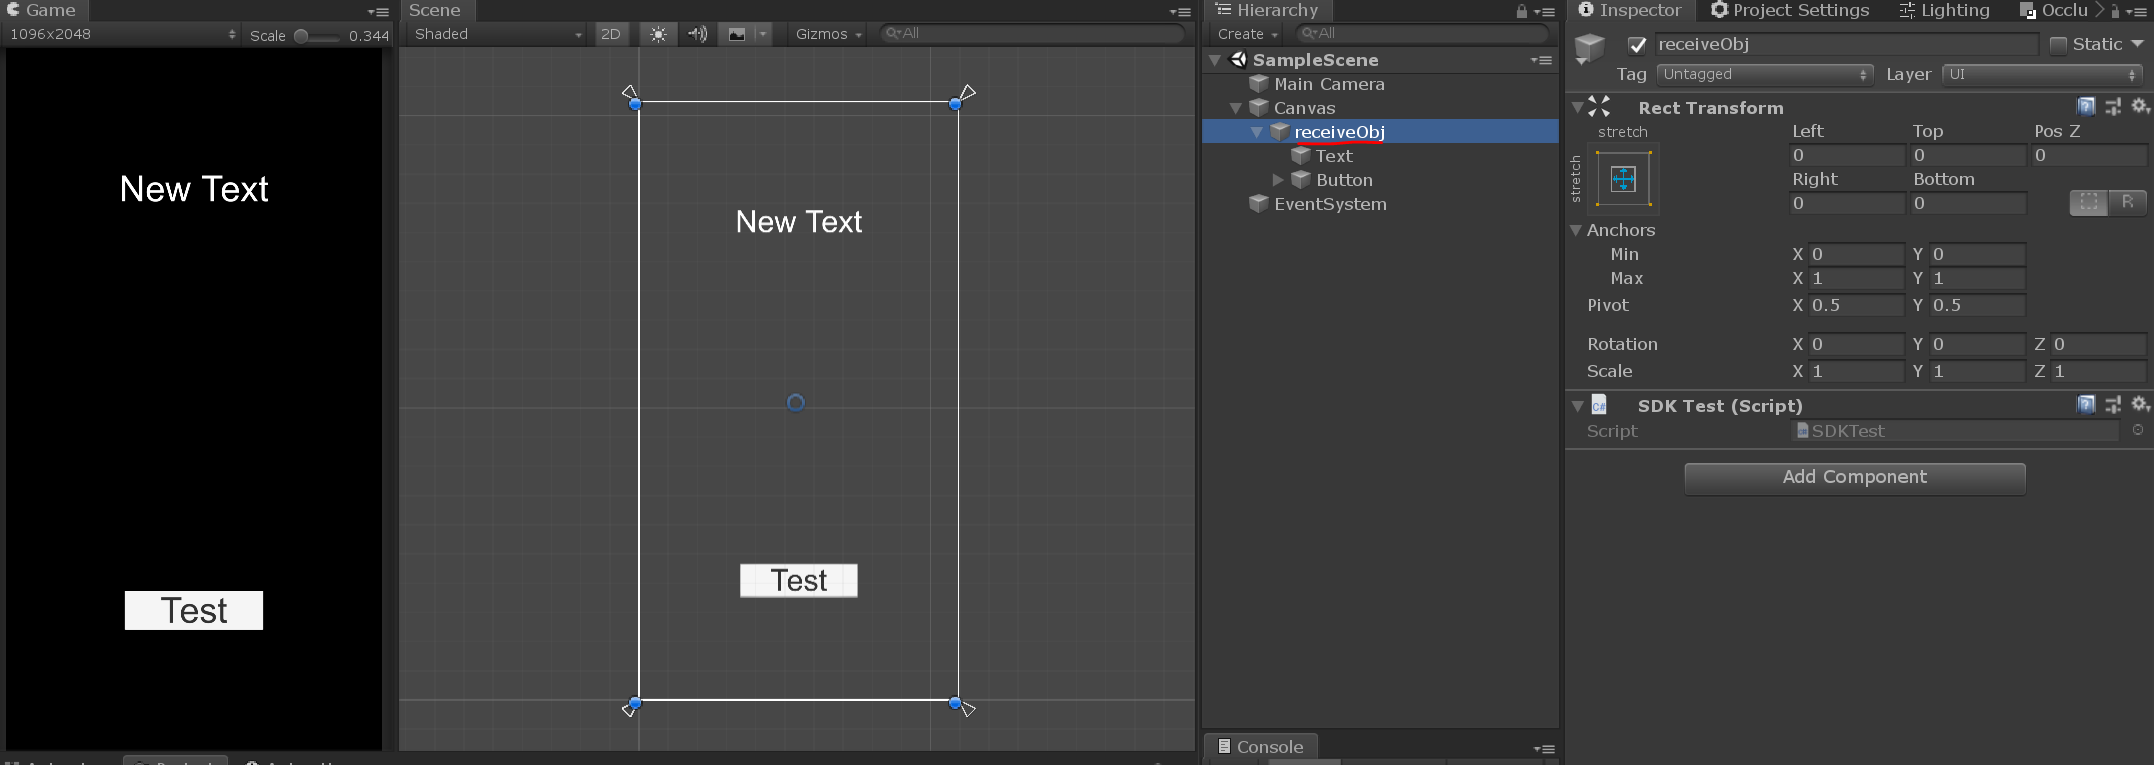 Game
1096x2048 Scale 0.344
New Text
Test
Scene
Shaded 2D Gizmos All
New Text
Test
Hierarchy
Create All
SampleScene
Main Camera
Canvas
receiveObj
Text
Button
EventSystem
Console
Inspector Project Settings Lighting Occlu
receiveObj Static
Tag Untagged Layer UI
Rect Transform
stretch Left Top Pos Z
stretch 0 0 0
Right Bottom
0 0 R
Anchors
Min X 0 Y 0
Max X 1 Y 1
Pivot X 0.5 Y 0.5
Rotation X 0 Y 0 Z 0
Scale X 1 Y 1 Z 1
C# SDK Test (Script)
Script SDKTest
Add Component